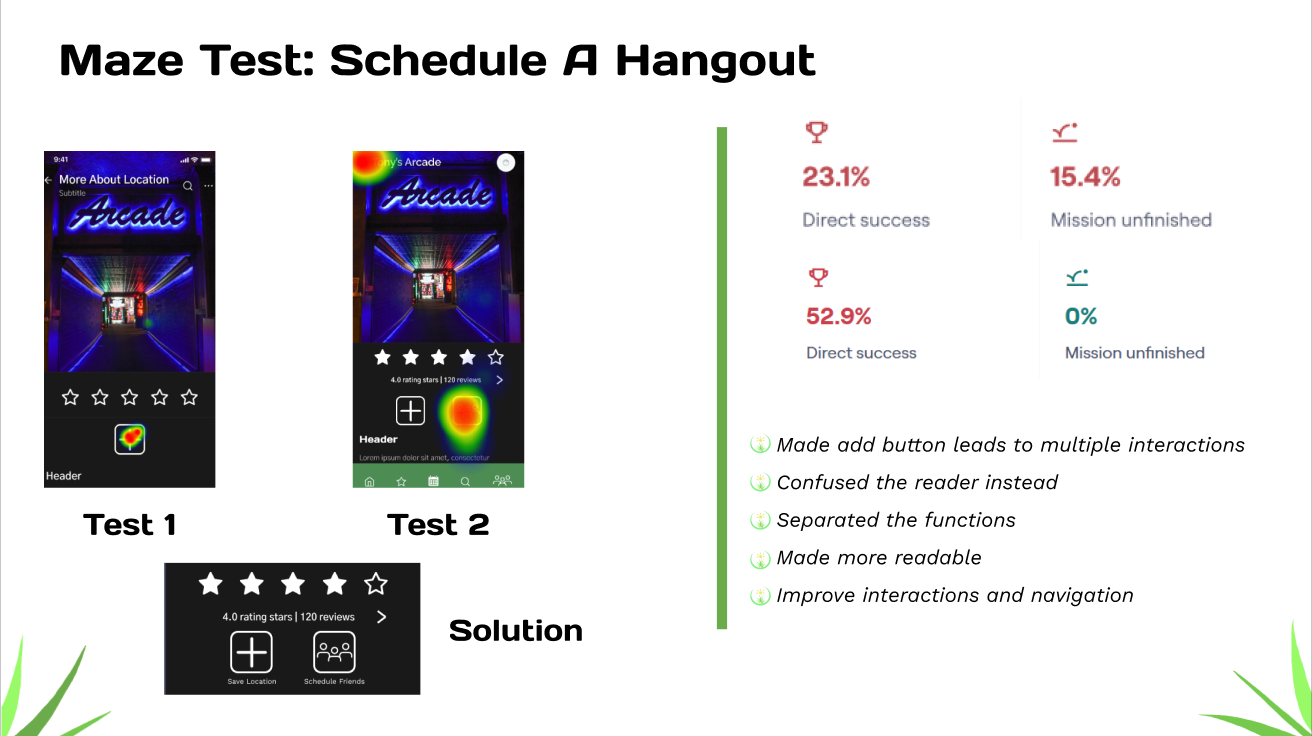 Maze Test: Schedule A Hangout
9:41
More About Location
Subtitle
Arcade
Header
Test 1
ny's Arcade
Arcade
4.0 rating stars | 120 reviews
Header
Lorem ipsum dolor sit amet, consectetur
Test 2
4.0 rating stars | 120 reviews
Save Location
Schedule Friends
Solution
23.1%
Direct success
15.4%
Mission unfinished
52.9%
Direct success
0%
Mission unfinished
Made add button leads to multiple interactions
Confused the reader instead
Separated the functions
Made more readable
Improve interactions and navigation